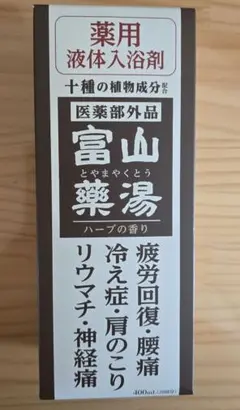 薬用
液体入浴剤
十種の植物成分配合
医薬部外品
富山
とやまやくとう
藥湯
ハーブの香り
疲労回復・腰痛
冷え症・肩のこり
リウマチ・神経痛
400mL